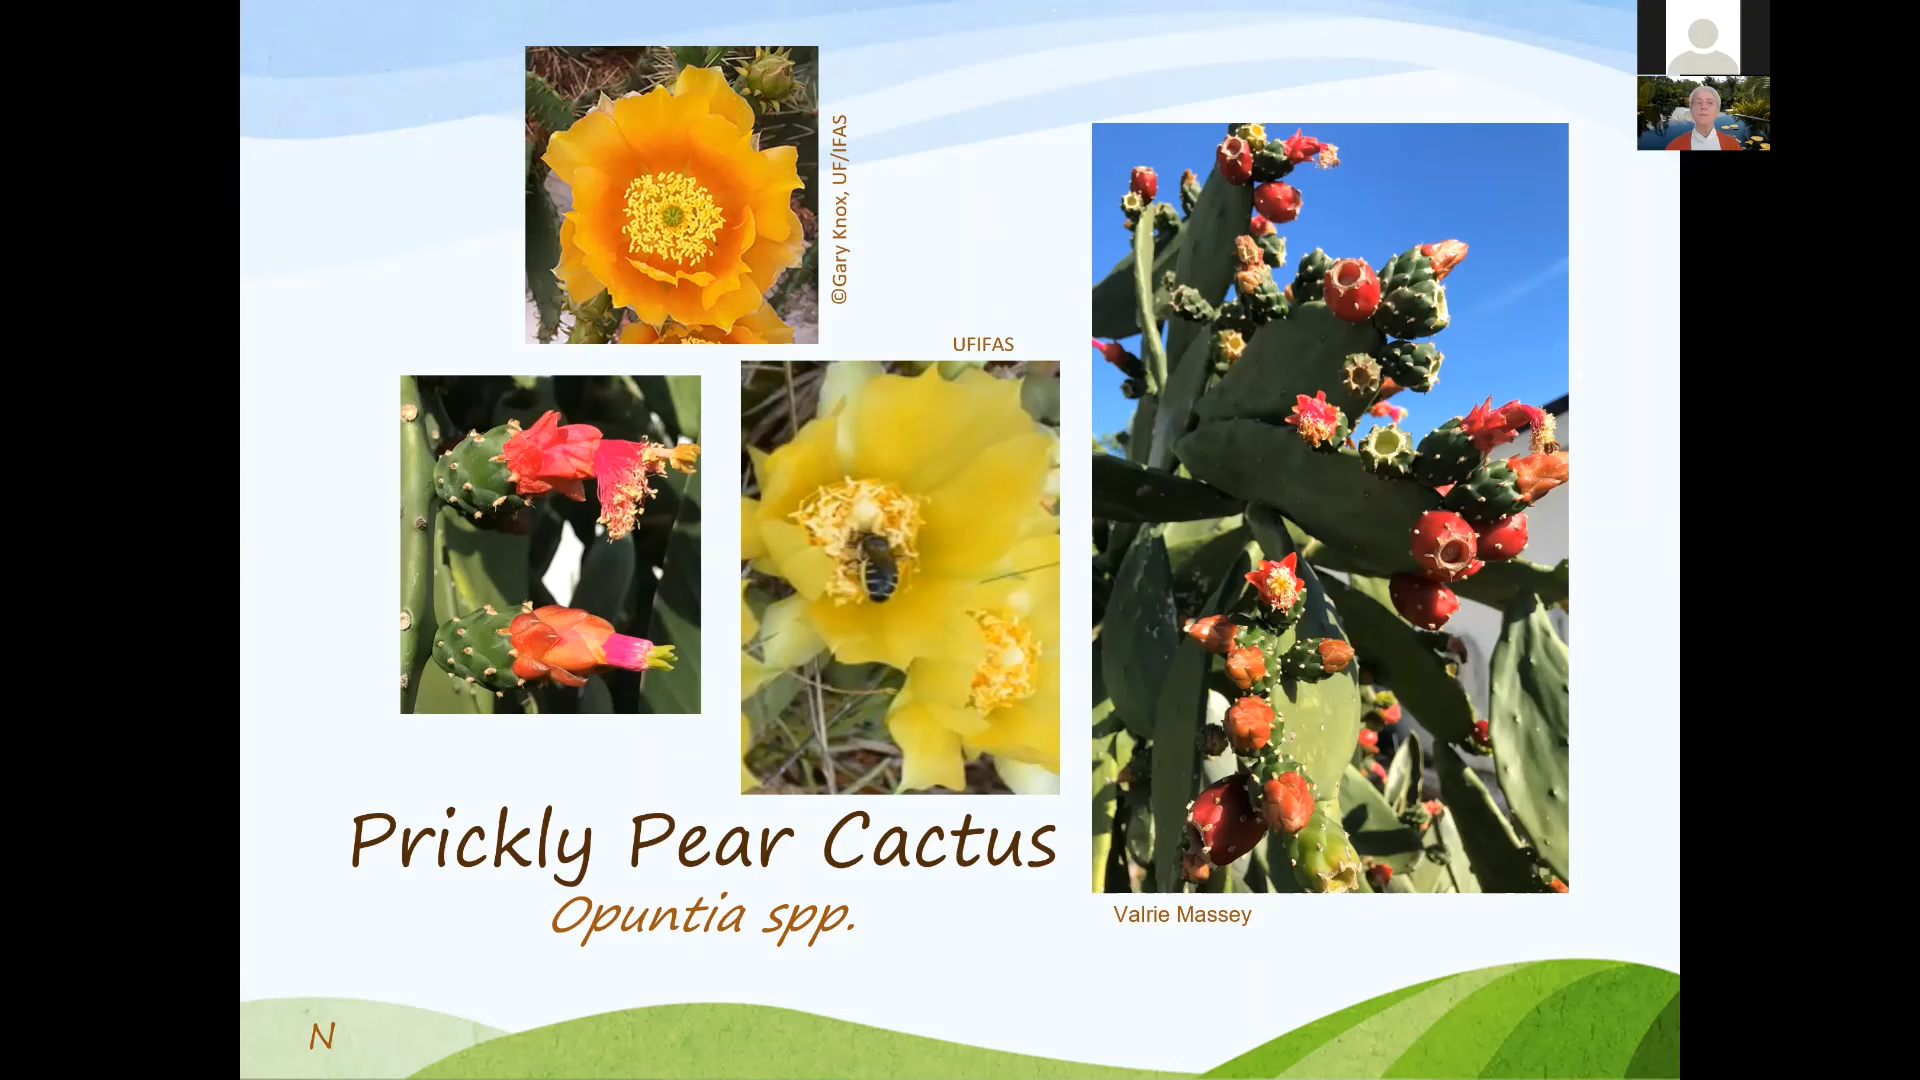 ©Gary Knox, UF/IFAS
UFIFAS
Prickly Pear Cactus
Opuntia spp.
Valrie Massey
N